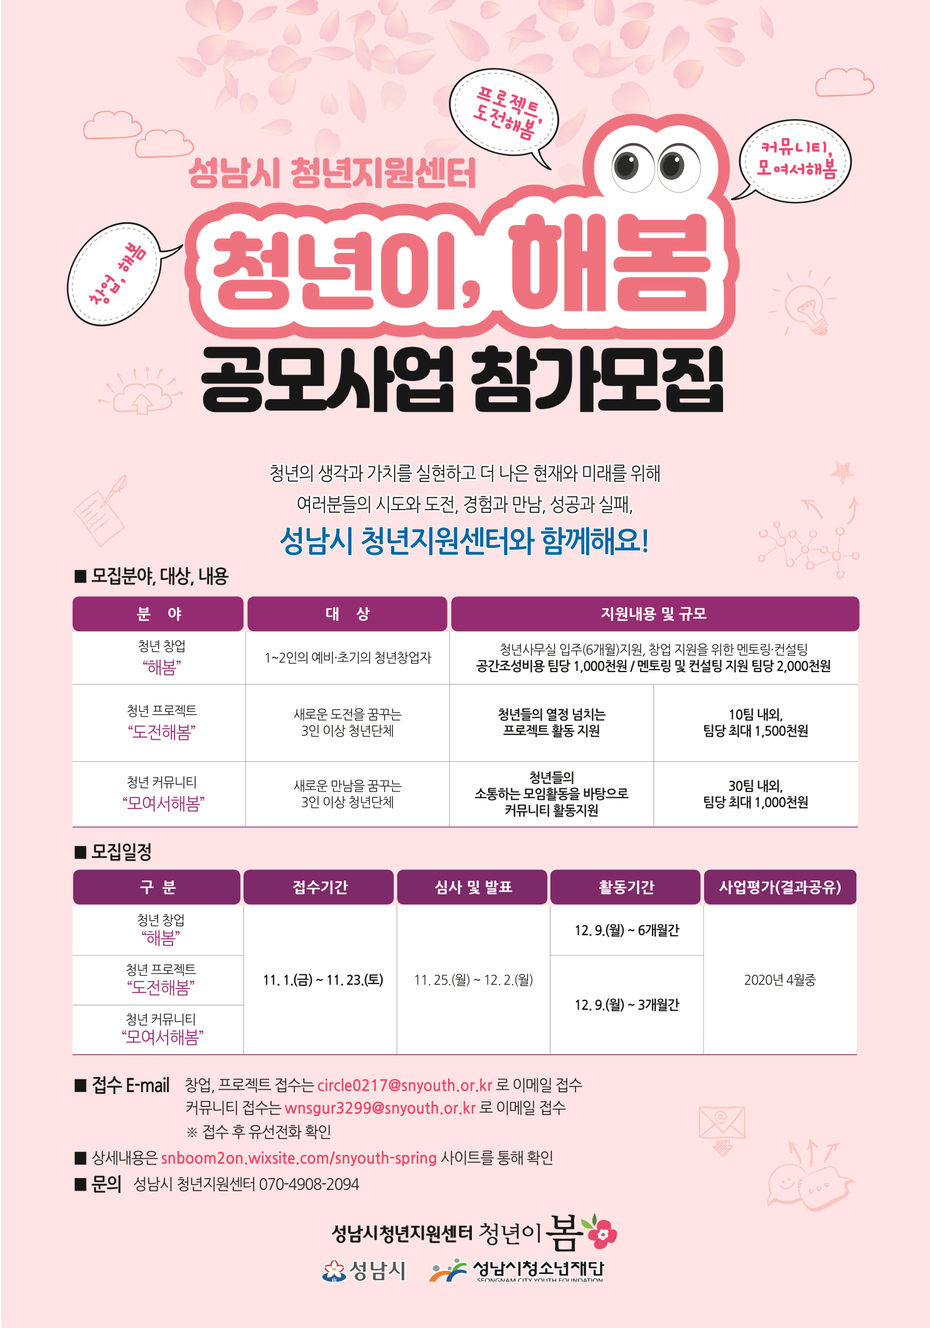 프로젝트,
도전해봄
커뮤니티,
모여서해봄
성남시 청년지원센터
창업, 해봄
청년이, 해봄
공모사업 참가모집
청년의 생각과 가치를 실현하고 더 나은 현재와 미래를 위해
여러분들의 시도와 도전, 경험과 만남, 성공과 실패,
성남시 청년지원센터와 함께해요!
■ 모집분야, 대상, 내용
분 야 대 상 지원내용 및 규모
청년 창업
“해봄”
1~2인의 예비·초기의 청년창업자
청년사무실 입주(6개월)지원, 창업 지원을 위한 멘토링·컨설팅
공간조성비용 팀당 1,000천원 / 멘토링 및 컨설팅 지원 팀당 2,000천원
청년 프로젝트
“도전해봄”
새로운 도전을 꿈꾸는
3인 이상 청년단체
청년들의 열정 넘치는
프로젝트 활동 지원
10팀 내외,
팀당 최대 1,500천원
청년 커뮤니티
“모여서해봄”
새로운 만남을 꿈꾸는
3인 이상 청년단체
청년들의
소통하는 모임활동을 바탕으로
커뮤니티 활동지원
30팀 내외,
팀당 최대 1,000천원
■ 모집일정
구 분 접수기간 심사 및 발표 활동기간 사업평가(결과공유)
청년 창업
“해봄”
12. 9.(월) ~ 6개월간
청년 프로젝트
“도전해봄”
11. 1.(금) ~ 11. 23.(토) 11. 25.(월) ~ 12. 2.(월)
12. 9.(월) ~ 3개월간
2020년 4월중
청년 커뮤니티
“모여서해봄”
■ 접수 E-mail 창업, 프로젝트 접수는 circle0217@snyouth.or.kr 로 이메일 접수
커뮤니티 접수는 wnsgur3299@snyouth.or.kr 로 이메일 접수
※ 접수 후 유선전화 확인
■ 상세내용은 snboom2on.wixsite.com/snyouth-spring 사이트를 통해 확인
■ 문의 성남시 청년지원센터 070-4908-2094
성남시청년지원센터 청년이 봄
성남시 성남시청소년재단
SEONGNAM CITY YOUTH FOUNDATION